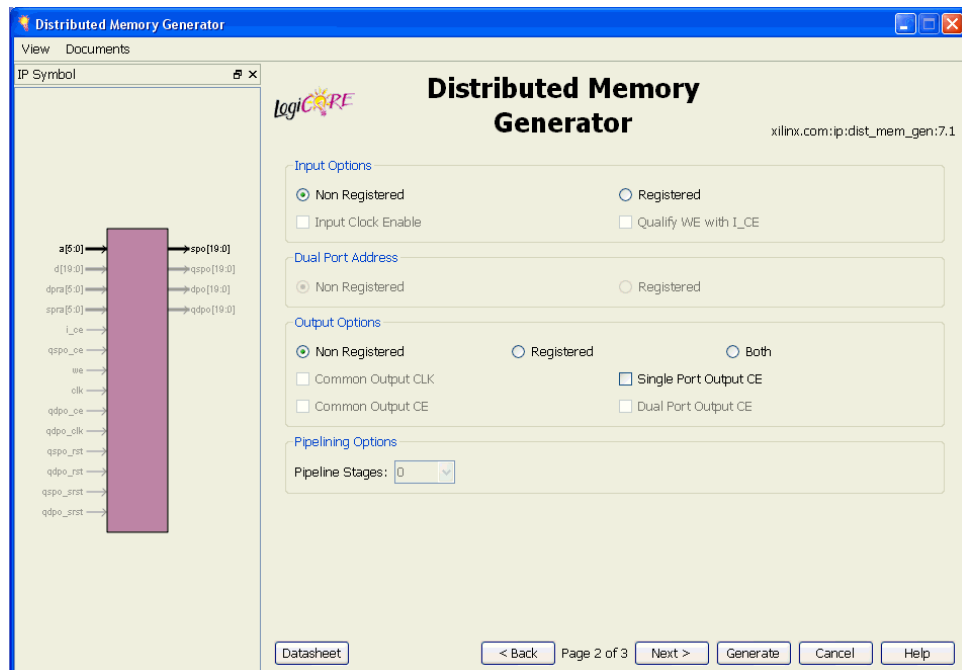 Distributed Memory Generator
View Documents
IP Symbol
a[5:0]
d[19:0]
dpra[5:0]
spra[5:0]
i_ce
qspo_ce
we
clk
qdpo_ce
qdpo_clk
qspo_rst
qdpo_rst
qspo_srst
qdpo_srst
spo[19:0]
qspo[19:0]
dpo[19:0]
qdpo[19:0]
LogiCORE
Distributed Memory
Generator
xilinx.com:ip:dist_mem_gen:7.1
Input Options
Non Registered Registered
Input Clock Enable Qualify WE with I_CE
Dual Port Address
Non Registered Registered
Output Options
Non Registered Registered Both
Common Output CLK Single Port Output CE
Common Output CE Dual Port Output CE
Pipelining Options
Pipeline Stages: 0
Datasheet < Back Page 2 of 3 Next > Generate Cancel Help